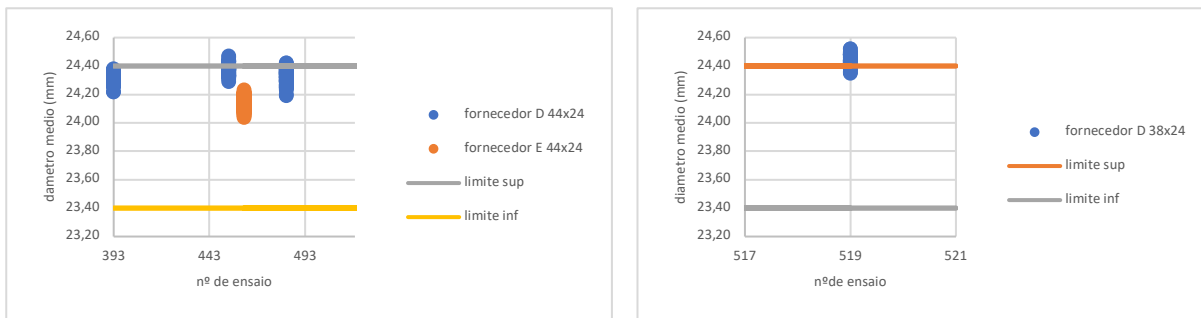 24,60
24,40
24,20
24,00
23,80
23,60
23,40
23,20
dametro medio (mm)
393
443
493
nº de ensaio
fornecedor D 44x24
fornecedor E 44x24
limite sup
limite inf
24,60
24,40
24,20
24,00
23,80
23,60
23,40
23,20
diametro medio (mm)
517
519
521
nºde ensaio
fornecedor D 38x24
limite sup
limite inf